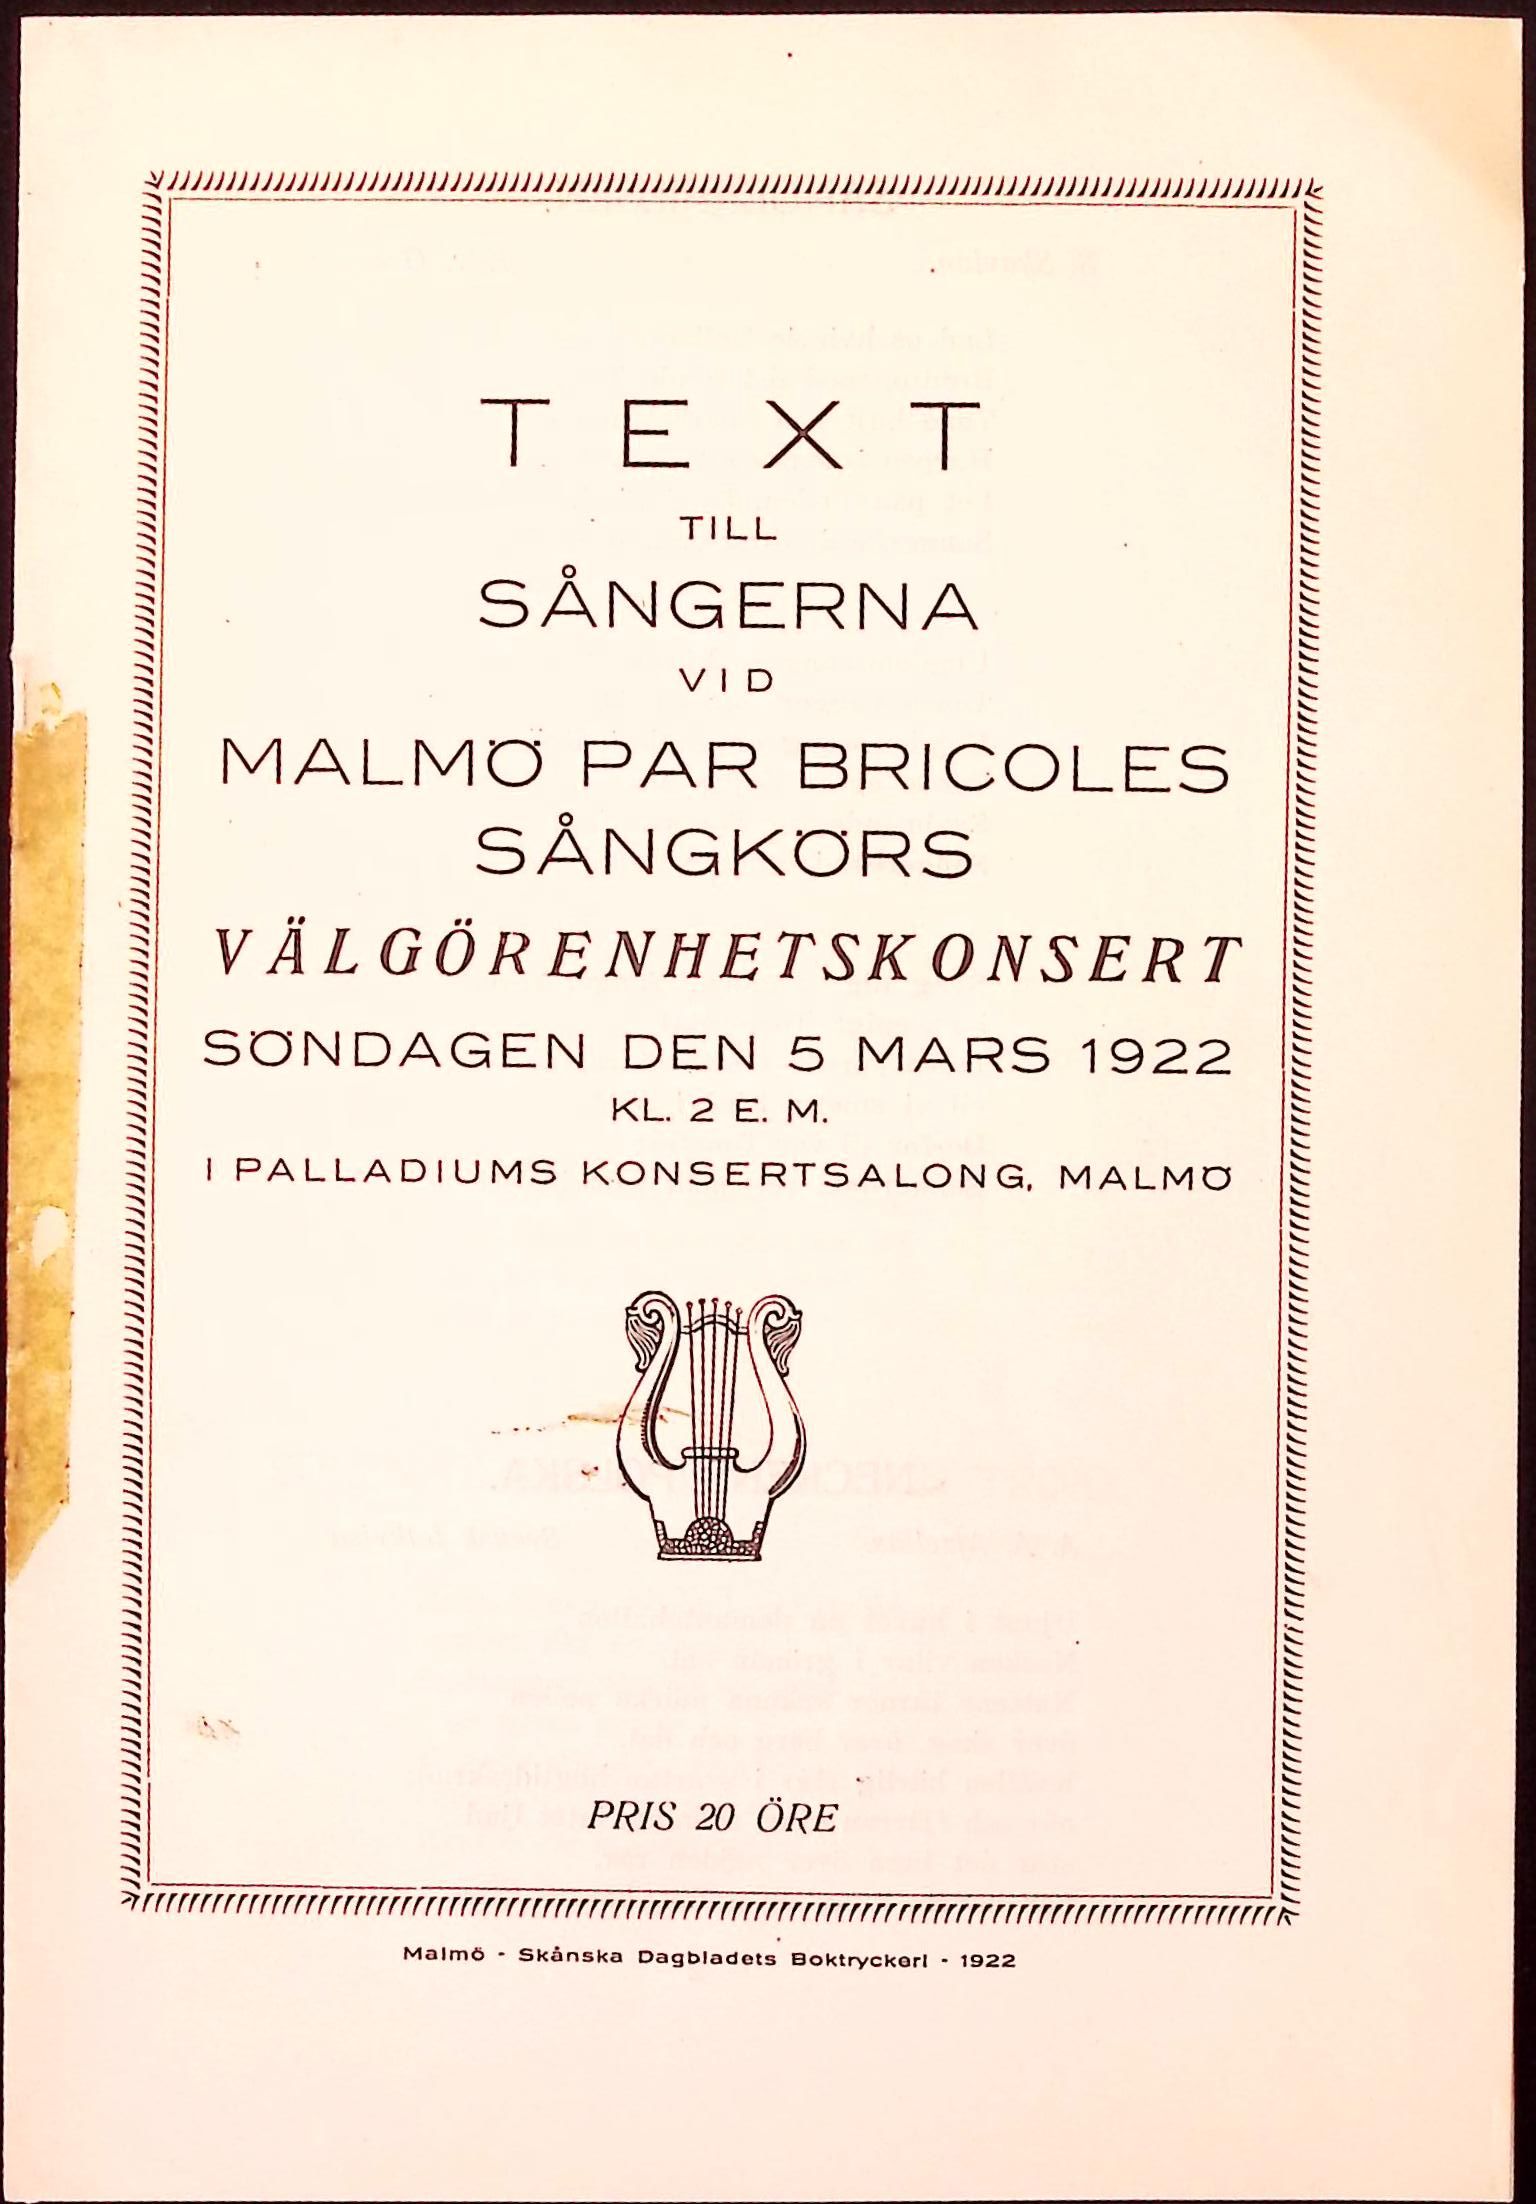 TEXT
TILL
SÅNGERNA
VID
MALMÖ PAR BRICOLES
SÅNGKÖRS
VÄLGÖRENHETSKONSERT
SÖNDAGEN DEN 5 MARS 1922
KL. 2 E. M.
I PALLADIUMS KONSERTSALONG, MALMÖ
PRIS 20 ÖRE
Malmö - Skånska Dagbladets Boktryckeri - 1922